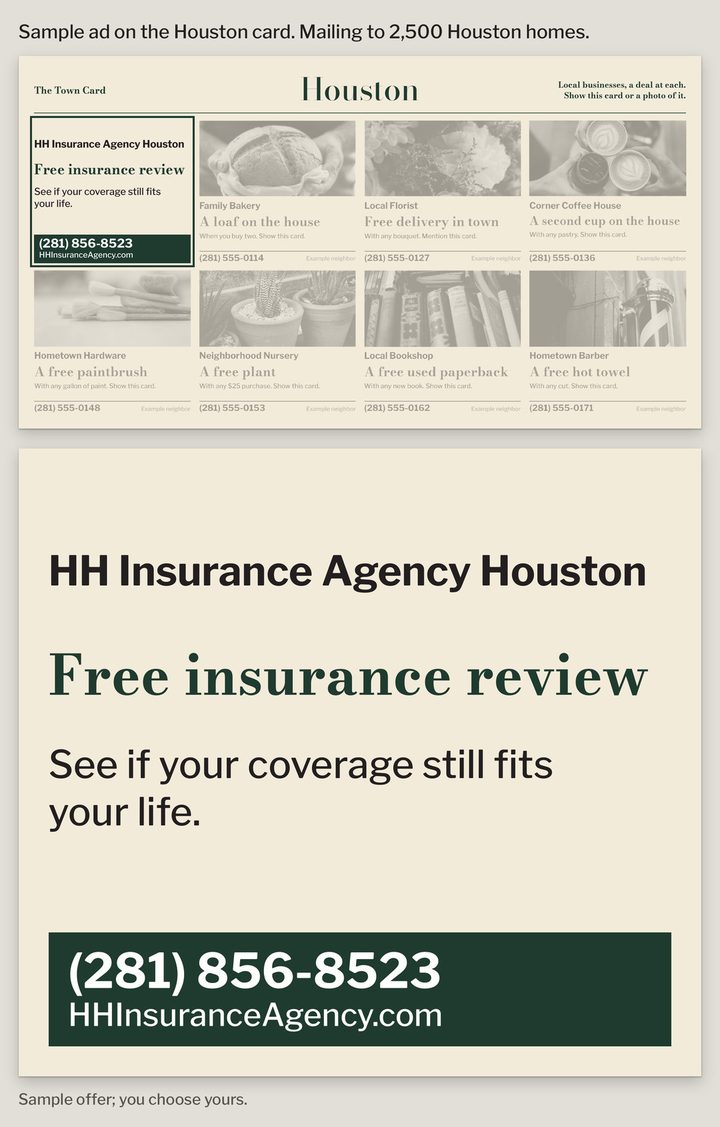 Sample ad on the Houston card. Mailing to 2,500 Houston homes.
The Town Card
Houston
Local businesses, a deal at each.
Show this card or a photo of it.
HH Insurance Agency Houston
Free insurance review
See if your coverage still fits
your life.
(281) 856-8523
HHInsuranceAgency.com
Family Bakery
A loaf on the house
When you buy two. Show this card.
(281) 555-0114
Example neighbor
Local Florist
Free delivery in town
With any bouquet. Mention this card.
(281) 555-0127
Example neighbor
Corner Coffee House
A second cup on the house
With any pastry. Show this card.
(281) 555-0136
Example neighbor
Hometown Hardware
A free paintbrush
With any gallon of paint. Show this card.
(281) 555-0148
Example neighbor
Neighborhood Nursery
A free plant
With any $25 purchase. Show this card.
(281) 555-0153
Example neighbor
Local Bookshop
A free used paperback
With any new book. Show this card.
(281) 555-0162
Example neighbor
Hometown Barber
A free hot towel
With any cut. Show this card.
(281) 555-0171
Example neighbor
HH Insurance Agency Houston
Free insurance review
See if your coverage still fits
your life.
(281) 856-8523
HHInsuranceAgency.com
Sample offer; you choose yours.